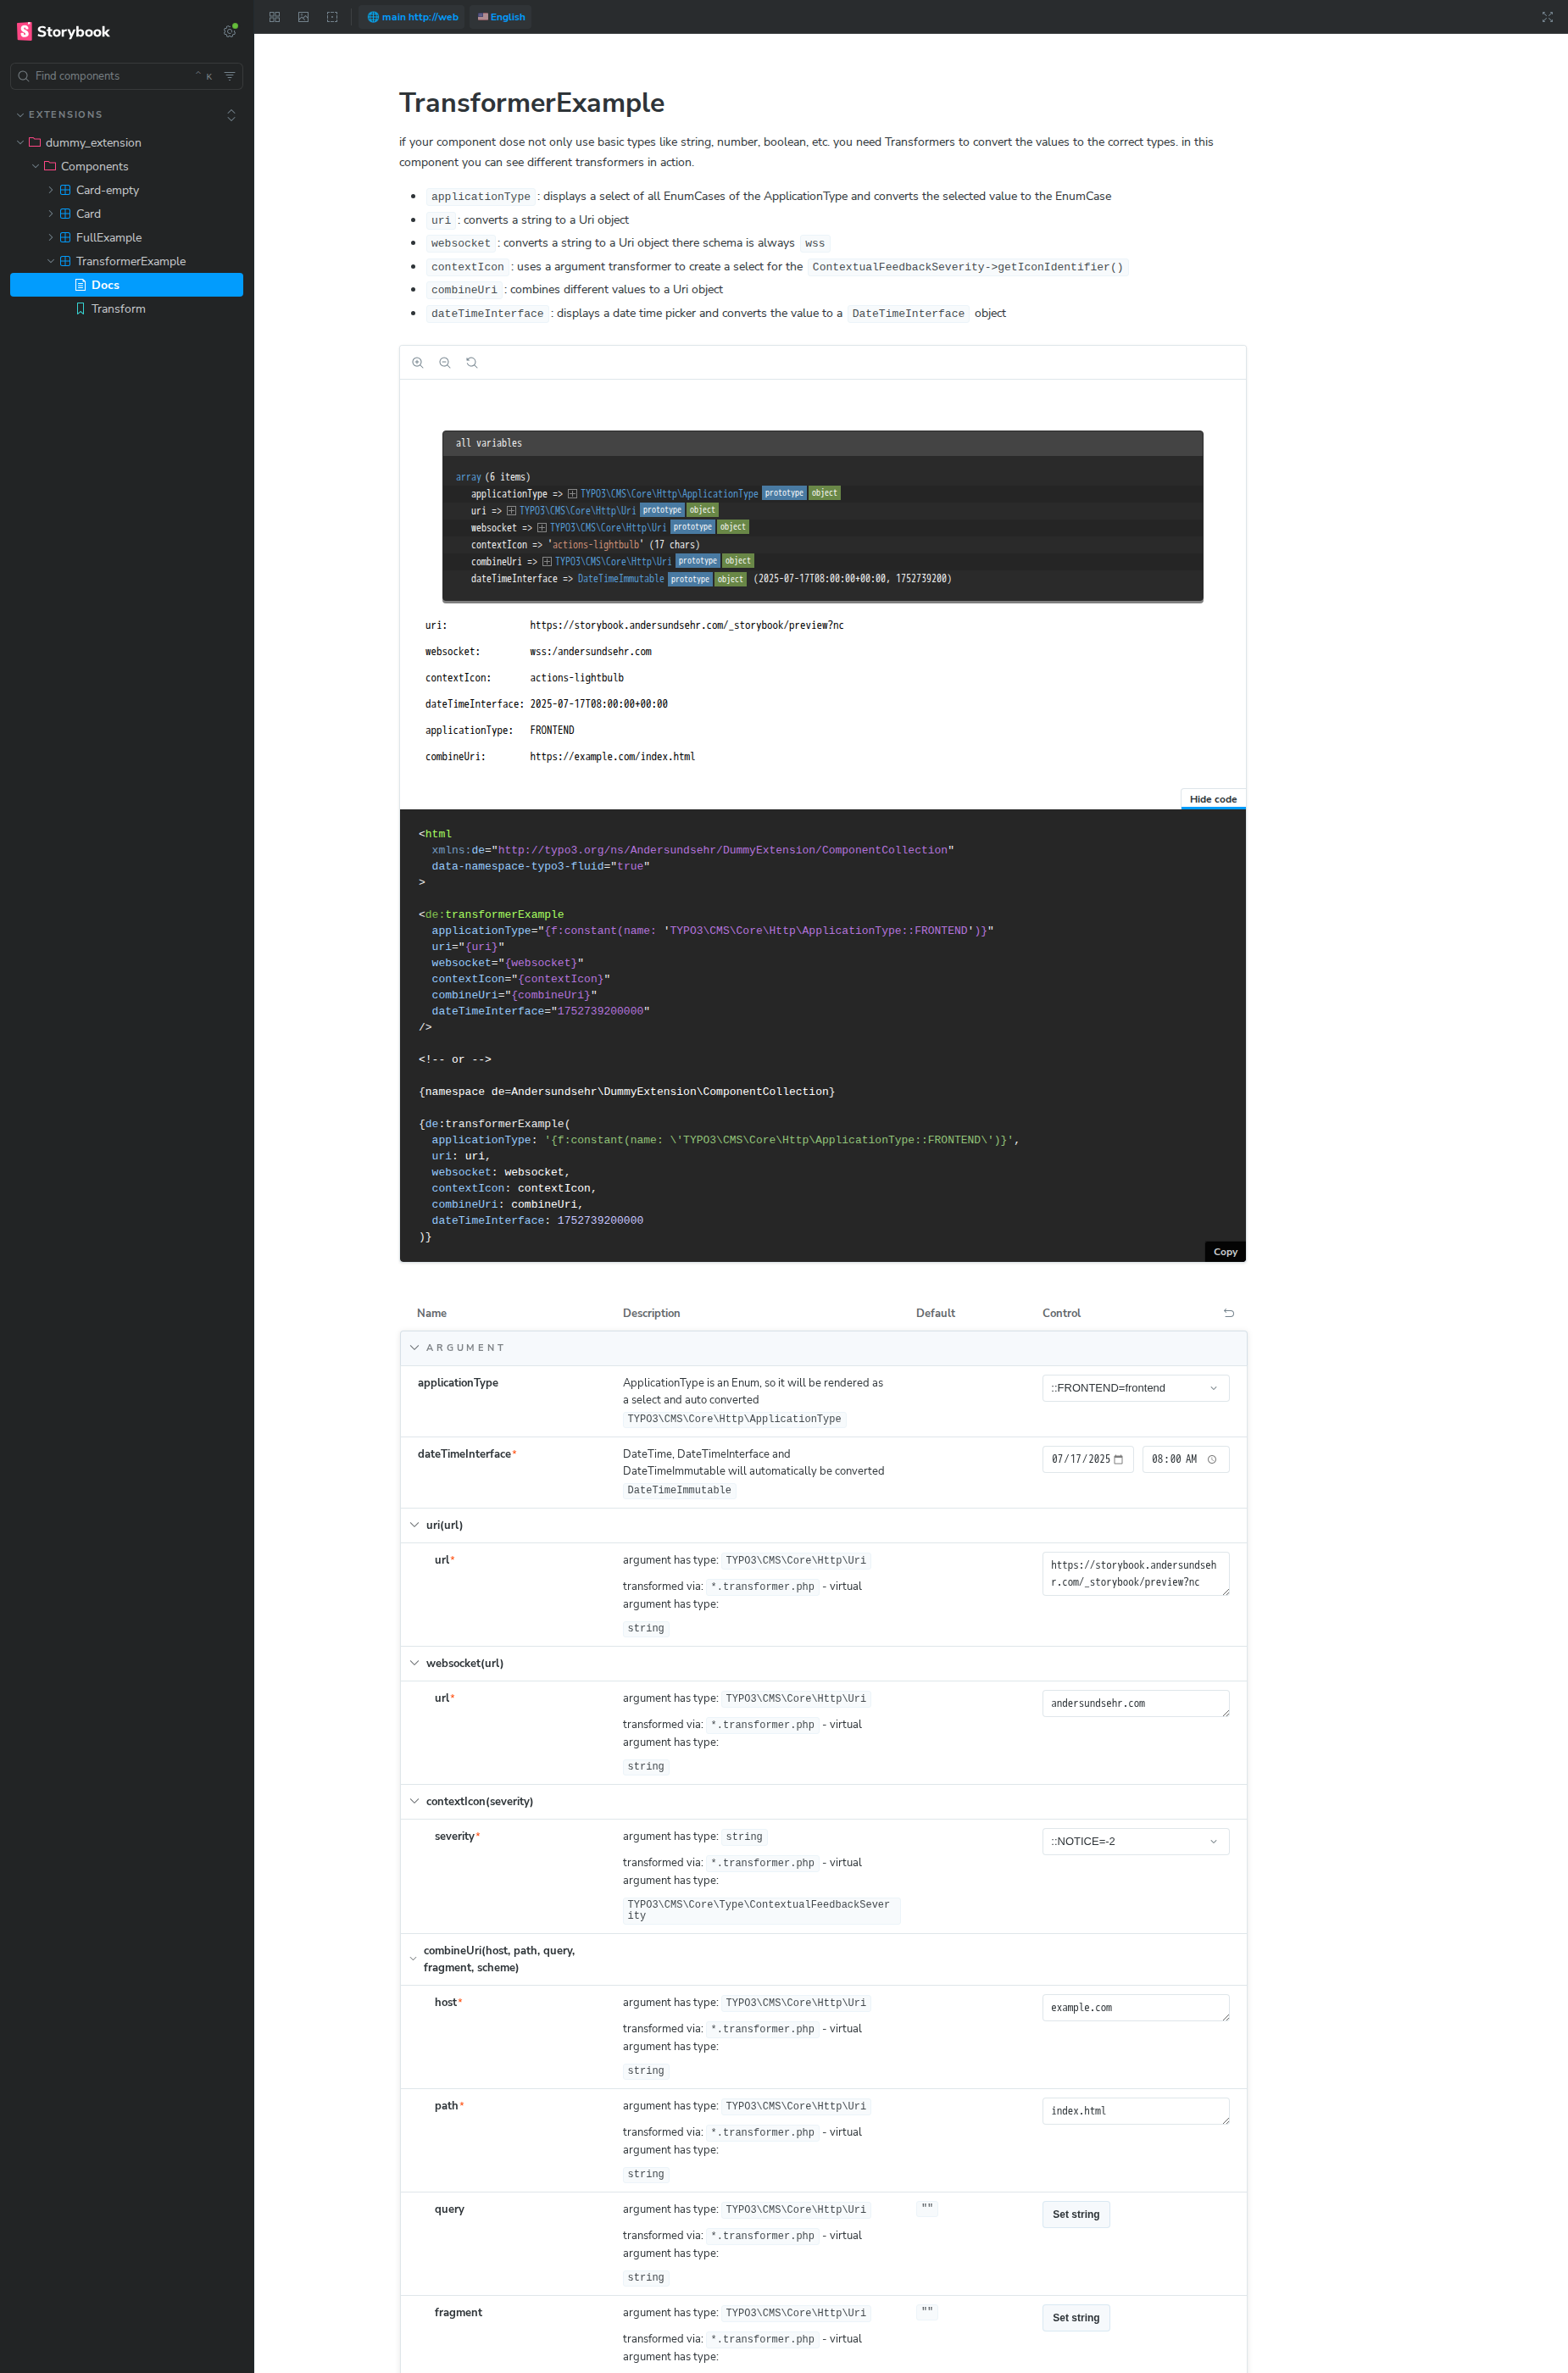 Storybook
Find components
⌃ K
EXTENSIONS
dummy_extension
Components
Card-empty
Card
FullExample
TransformerExample
Docs
Transform
main http://web
English
TransformerExample
if your component dose not only use basic types like string, number, boolean, etc. you need Transformers to convert the values to the correct types. in this
component you can see different transformers in action.
• applicationType : displays a select of all EnumCases of the ApplicationType and converts the selected value to the EnumCase
• uri : converts a string to a Uri object
• websocket : converts a string to a Uri object there schema is always wss
• contextIcon : uses a argument transformer to create a select for the ContextualFeedbackSeverity->getIconIdentifier()
• combineUri : combines different values to a Uri object
• dateTimeInterface : displays a date time picker and converts the value to a DateTimeInterface object
all variables
array (6 items)
applicationType => TYPO3\CMS\Core\Http\ApplicationType prototype object
uri => TYPO3\CMS\Core\Http\Uri prototype object
websocket => TYPO3\CMS\Core\Http\Uri prototype object
contextIcon => 'actions-lightbulb' (17 chars)
combineUri => TYPO3\CMS\Core\Http\Uri prototype object
dateTimeInterface => DateTimeImmutable prototype object (2025-07-17T08:00:00+00:00, 1752739200)
uri: https://storybook.andersundsehr.com/_storybook/preview?nc
websocket: wss:/andersundsehr.com
contextIcon: actions-lightbulb
dateTimeInterface: 2025-07-17T08:00:00+00:00
applicationType: FRONTEND
combineUri: https://example.com/index.html
Hide code
<html
xmlns:de="http://typo3.org/ns/Andersundsehr/DummyExtension/ComponentCollection"
data-namespace-typo3-fluid="true"
>
<de:transformerExample
applicationType="{f:constant(name: 'TYPO3\CMS\Core\Http\ApplicationType::FRONTEND')}"
uri="{uri}"
websocket="{websocket}"
contextIcon="{contextIcon}"
combineUri="{combineUri}"
dateTimeInterface="1752739200000"
/>
<!-- or -->
{namespace de=Andersundsehr\DummyExtension\ComponentCollection}
{de:transformerExample(
applicationType: '{f:constant(name: \'TYPO3\CMS\Core\Http\ApplicationType::FRONTEND\')}',
uri: uri,
websocket: websocket,
contextIcon: contextIcon,
combineUri: combineUri,
dateTimeInterface: 1752739200000
)}
Copy
Name Description Default Control
ARGUMENT
applicationType ApplicationType is an Enum, so it will be rendered as ::FRONTEND=frontend
a select and auto converted
TYPO3\CMS\Core\Http\ApplicationType
dateTimeInterface* DateTime, DateTimeInterface and 07/17/2025 08:00 AM
DateTimeImmutable will automatically be converted
DateTimeImmutable
uri(url)
url* argument has type: TYPO3\CMS\Core\Http\Uri https://storybook.andersundseh
r.com/_storybook/preview?nc
transformed via: *.transformer.php - virtual
argument has type:
string
websocket(url)
url* argument has type: TYPO3\CMS\Core\Http\Uri andersundsehr.com
transformed via: *.transformer.php - virtual
argument has type:
string
contextIcon(severity)
severity* argument has type: string ::NOTICE=-2
transformed via: *.transformer.php - virtual
argument has type:
TYPO3\CMS\Core\Type\ContextualFeedbackSever
ity
combineUri(host, path, query,
fragment, scheme)
host* argument has type: TYPO3\CMS\Core\Http\Uri example.com
transformed via: *.transformer.php - virtual
argument has type:
string
path* argument has type: TYPO3\CMS\Core\Http\Uri index.html
transformed via: *.transformer.php - virtual
argument has type:
string
query argument has type: TYPO3\CMS\Core\Http\Uri "" Set string
transformed via: *.transformer.php - virtual
argument has type:
string
fragment argument has type: TYPO3\CMS\Core\Http\Uri "" Set string
transformed via: *.transformer.php - virtual
argument has type: